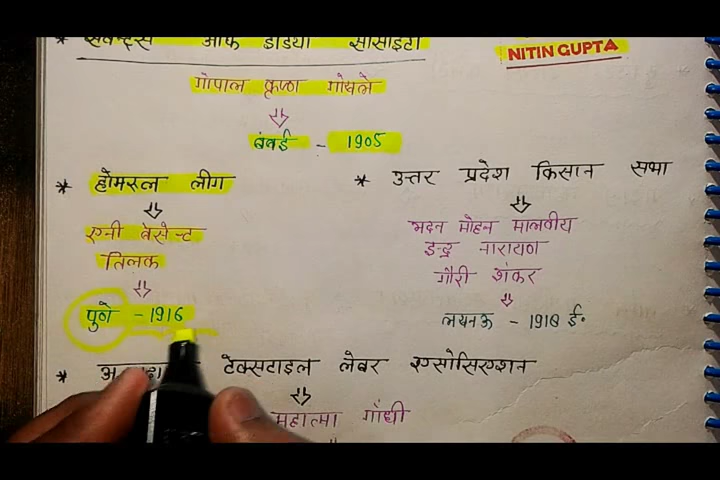 * सर्वेन्ट्स ऑफ इंडिया सोसाइटी
NITIN GUPTA
गोपाल कृष्ण गोखले
बंबई - 1905
* होमरूल लीग
एनी बेसेन्ट
तिलक
पुणे - 1916
* उत्तर प्रदेश किसान सभा
मदन मोहन मालवीय
इन्द्र नारायण
गौरी शंकर
लखनऊ - 1918 ई॰
* टेक्सटाइल लेबर एसोसिएशन
महात्मा गाँधी